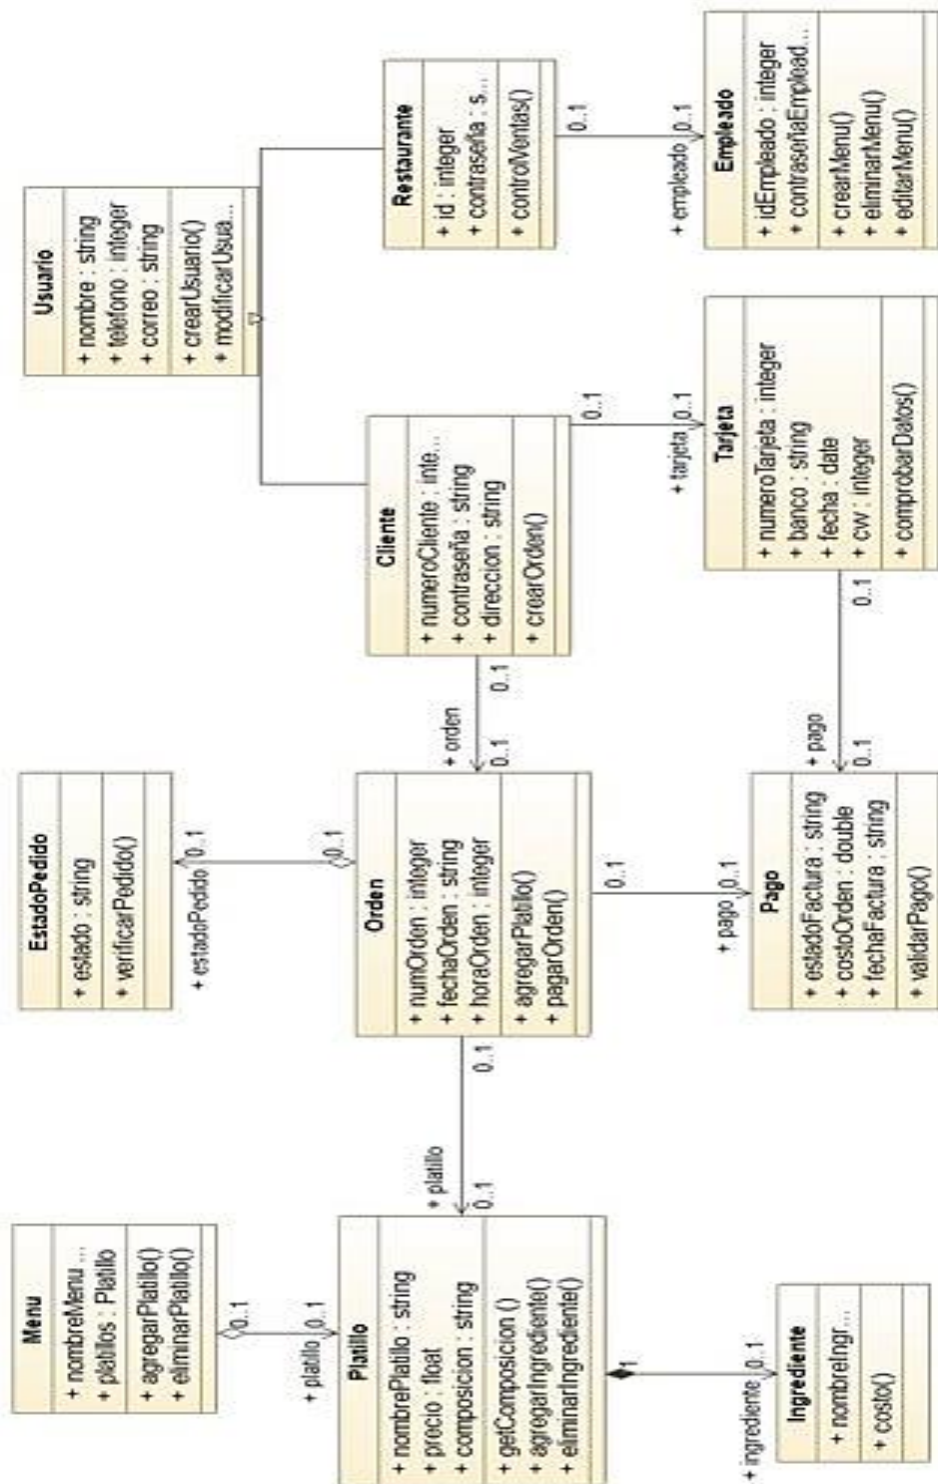 Menu
+ nombreMenu ...
+ platillos : Platillo
+ agregarPlatillo()
+ eliminarPlatillo()
0..1
+ platillo
0..1
EstadoPedido
+ estado : string
+ verificarPedido()
+ estadoPedido
0..1
0..1
Usuario
+ nombre : string
+ telefono : integer
+ correo : string
+ crearUsuario()
+ modificarUsua...
Platillo
+ nombrePlatillo : string
+ precio : float
+ composicion : string
+ getComposicion ()
+ agregarIngrediente()
+ eliminarIngrediente()
+ platillo
0..1
0..1
Orden
+ numOrden : integer
+ fechaOrden : string
+ horaOrden : integer
+ agregarPlatillo()
+ pagarOrden()
+ orden
0..1
0..1
Cliente
+ numeroCliente : inte...
+ contraseña : string
+ direccion : string
+ crearOrden()
Restaurante
+ id : integer
+ contraseña : s...
+ controlVentas()
1
+ ingrediente
0..1
0..1
+ pago
0..1
0..1
+ tarjeta
0..1
0..1
+ empleado
0..1
Ingrediente
+ nombreIngr...
+ costo()
Pago
+ estadoFactura : string
+ costoOrden : double
+ fechaFactura : string
+ validarPago()
+ pago
0..1
0..1
Tarjeta
+ numeroTarjeta : integer
+ banco : string
+ fecha : date
+ cvv : integer
+ comprobarDatos()
Empleado
+ idEmpleado : integer
+ contraseñaEmplead...
+ crearMenu()
+ eliminarMenu()
+ editarMenu()